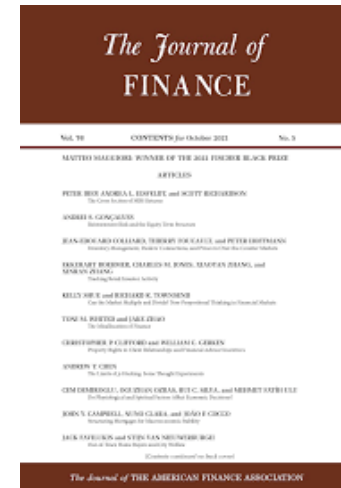 The Journal of
FINANCE
Vol. 76 CONTENTS for October 2021 No. 5
MATTEO MAGGIORI: WINNER OF THE 2021 FISCHER BLACK PRIZE
ARTICLES
PETER DIEP, ANDREA L. EISFELDT, and SCOTT RICHARDSON
The Cross Section of MBS Returns
ANDREI S. GONÇALVES
Reinvestment Risk and the Equity Term Structure
JEAN-EDOUARD COLLIARD, THIERRY FOUCAULT, and PETER HOFFMANN
Inventory Management, Dealers' Connections, and Prices in Over-the-Counter Markets
EKKEHART BOEHMER, CHARLES M. JONES, XIAOYAN ZHANG, and
XINRAN ZHANG
Tracking Retail Investor Activity
KELLY SHUE and RICHARD R. TOWNSEND
Can the Market Multiply and Divide? Non-Proportional Thinking in Financial Markets
TONI M. WHITED and JAKE ZHAO
The Misallocation of Finance
CHRISTOPHER P. CLIFFORD and WILLIAM C. GERKEN
Property Rights to Client Relationships and Financial Advisor Incentives
ANDREW Y. CHEN
The Limits of p-Hacking: Some Thought Experiments
CEM DEMIROGLU, OGUZHAN OZBAS, RUI C. SILVA, and MEHMET FATİH ULU
Do Physiological and Spiritual Factors Affect Economic Decisions?
JOHN Y. CAMPBELL, NUNO CLARA, and JOÃO F. COCCO
Structuring Mortgages for Macroeconomic Stability
JACK FAVILUKIS and STIJN VAN NIEUWERBURGH
Out-of-Town Home Buyers and City Welfare
(Contents continued on back cover)
The Journal of THE AMERICAN FINANCE ASSOCIATION